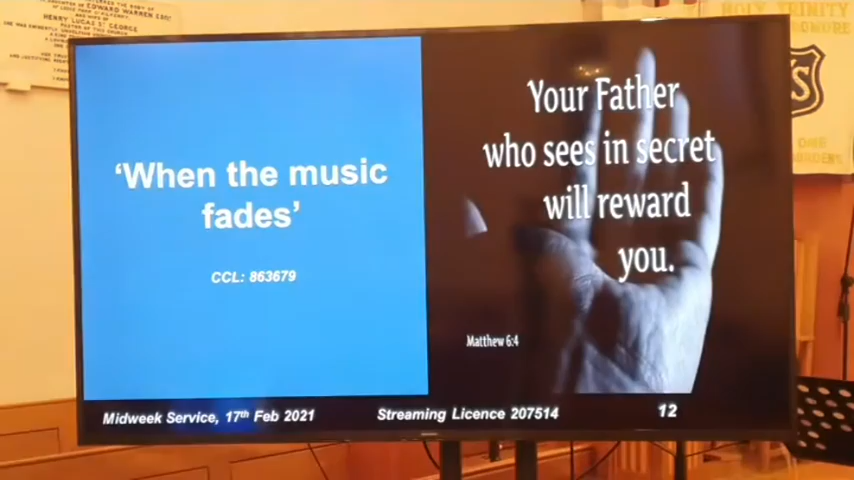 EDWARD WARREN ESQ
HENRY LUCAS ST GEORGE
HOLY TRINITY
‘When the music
fades’
CCL: 863679
Your Father
who sees in secret
will reward
you.
Matthew 6:4
Midweek Service, 17th Feb 2021
Streaming Licence 207514
12